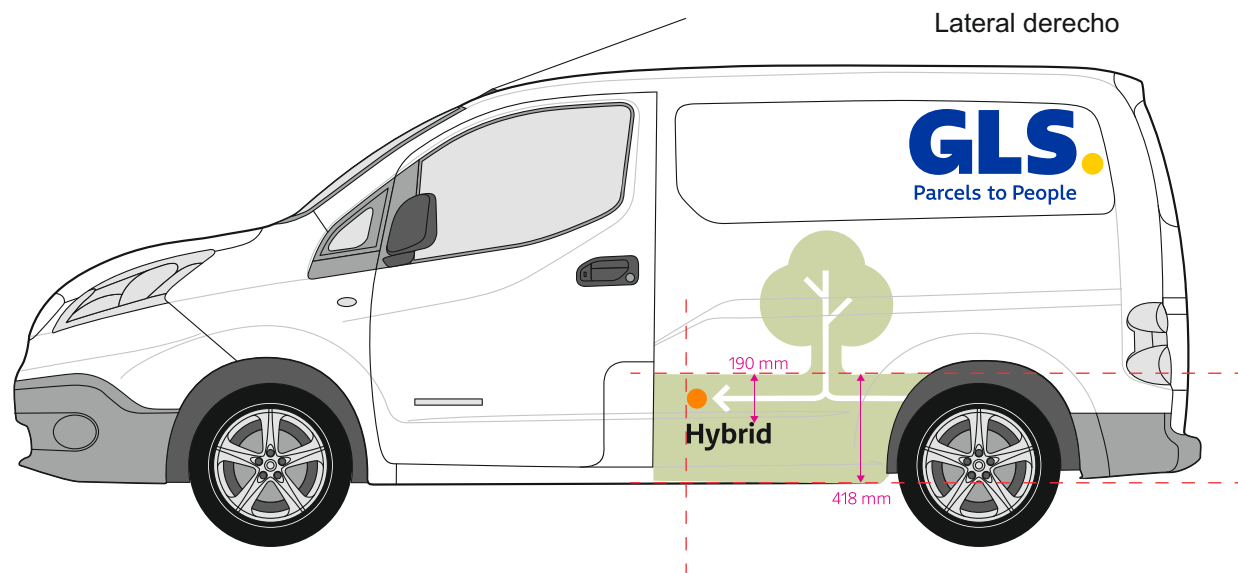 Lateral derecho
GLS.
Parcels to People
190 mm
Hybrid
418 mm